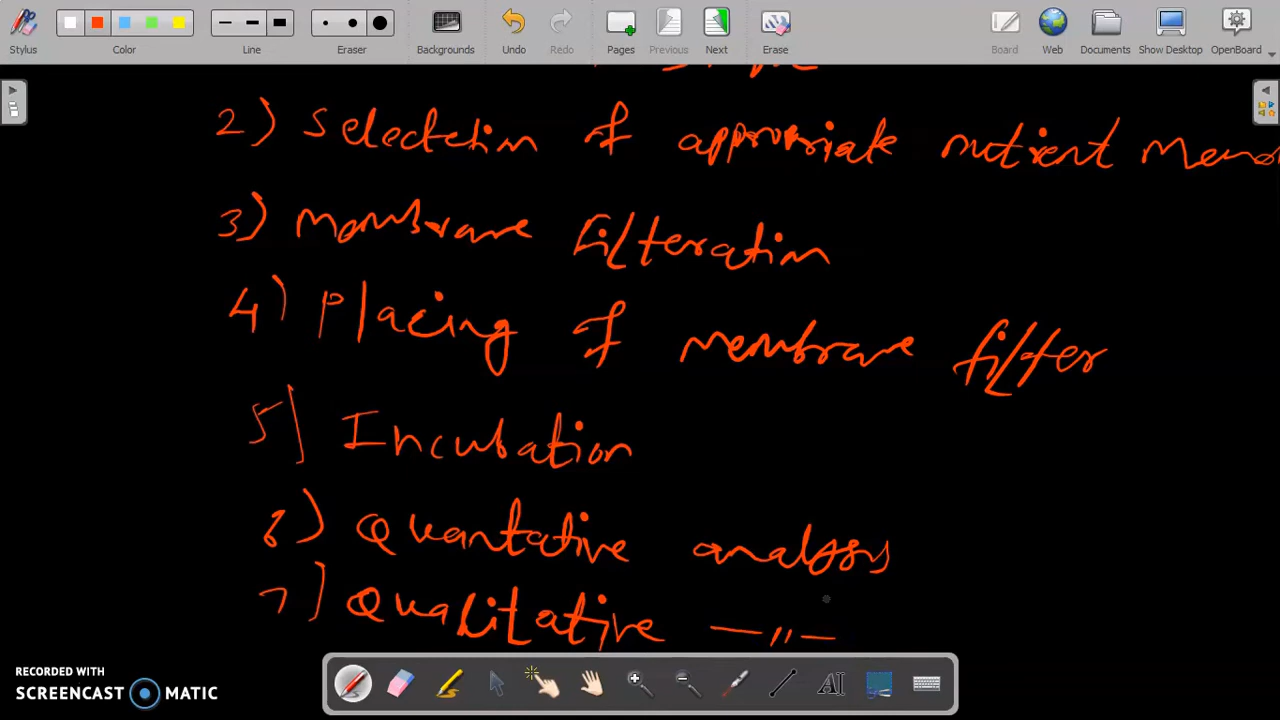 Stylus
Color
Line
Eraser
Backgrounds
Undo
Redo
Pages
Previous
Next
Erase
Board
Web
Documents
Show Desktop
OpenBoard
2) Selectetion of appropriate nutrient
3) Membrane filteration
4) Placing of membrane filter
5) Incubation
6) Quantative analysis
7) Qualitative —,,—
RECORDED WITH
SCREENCAST MATIC
AI